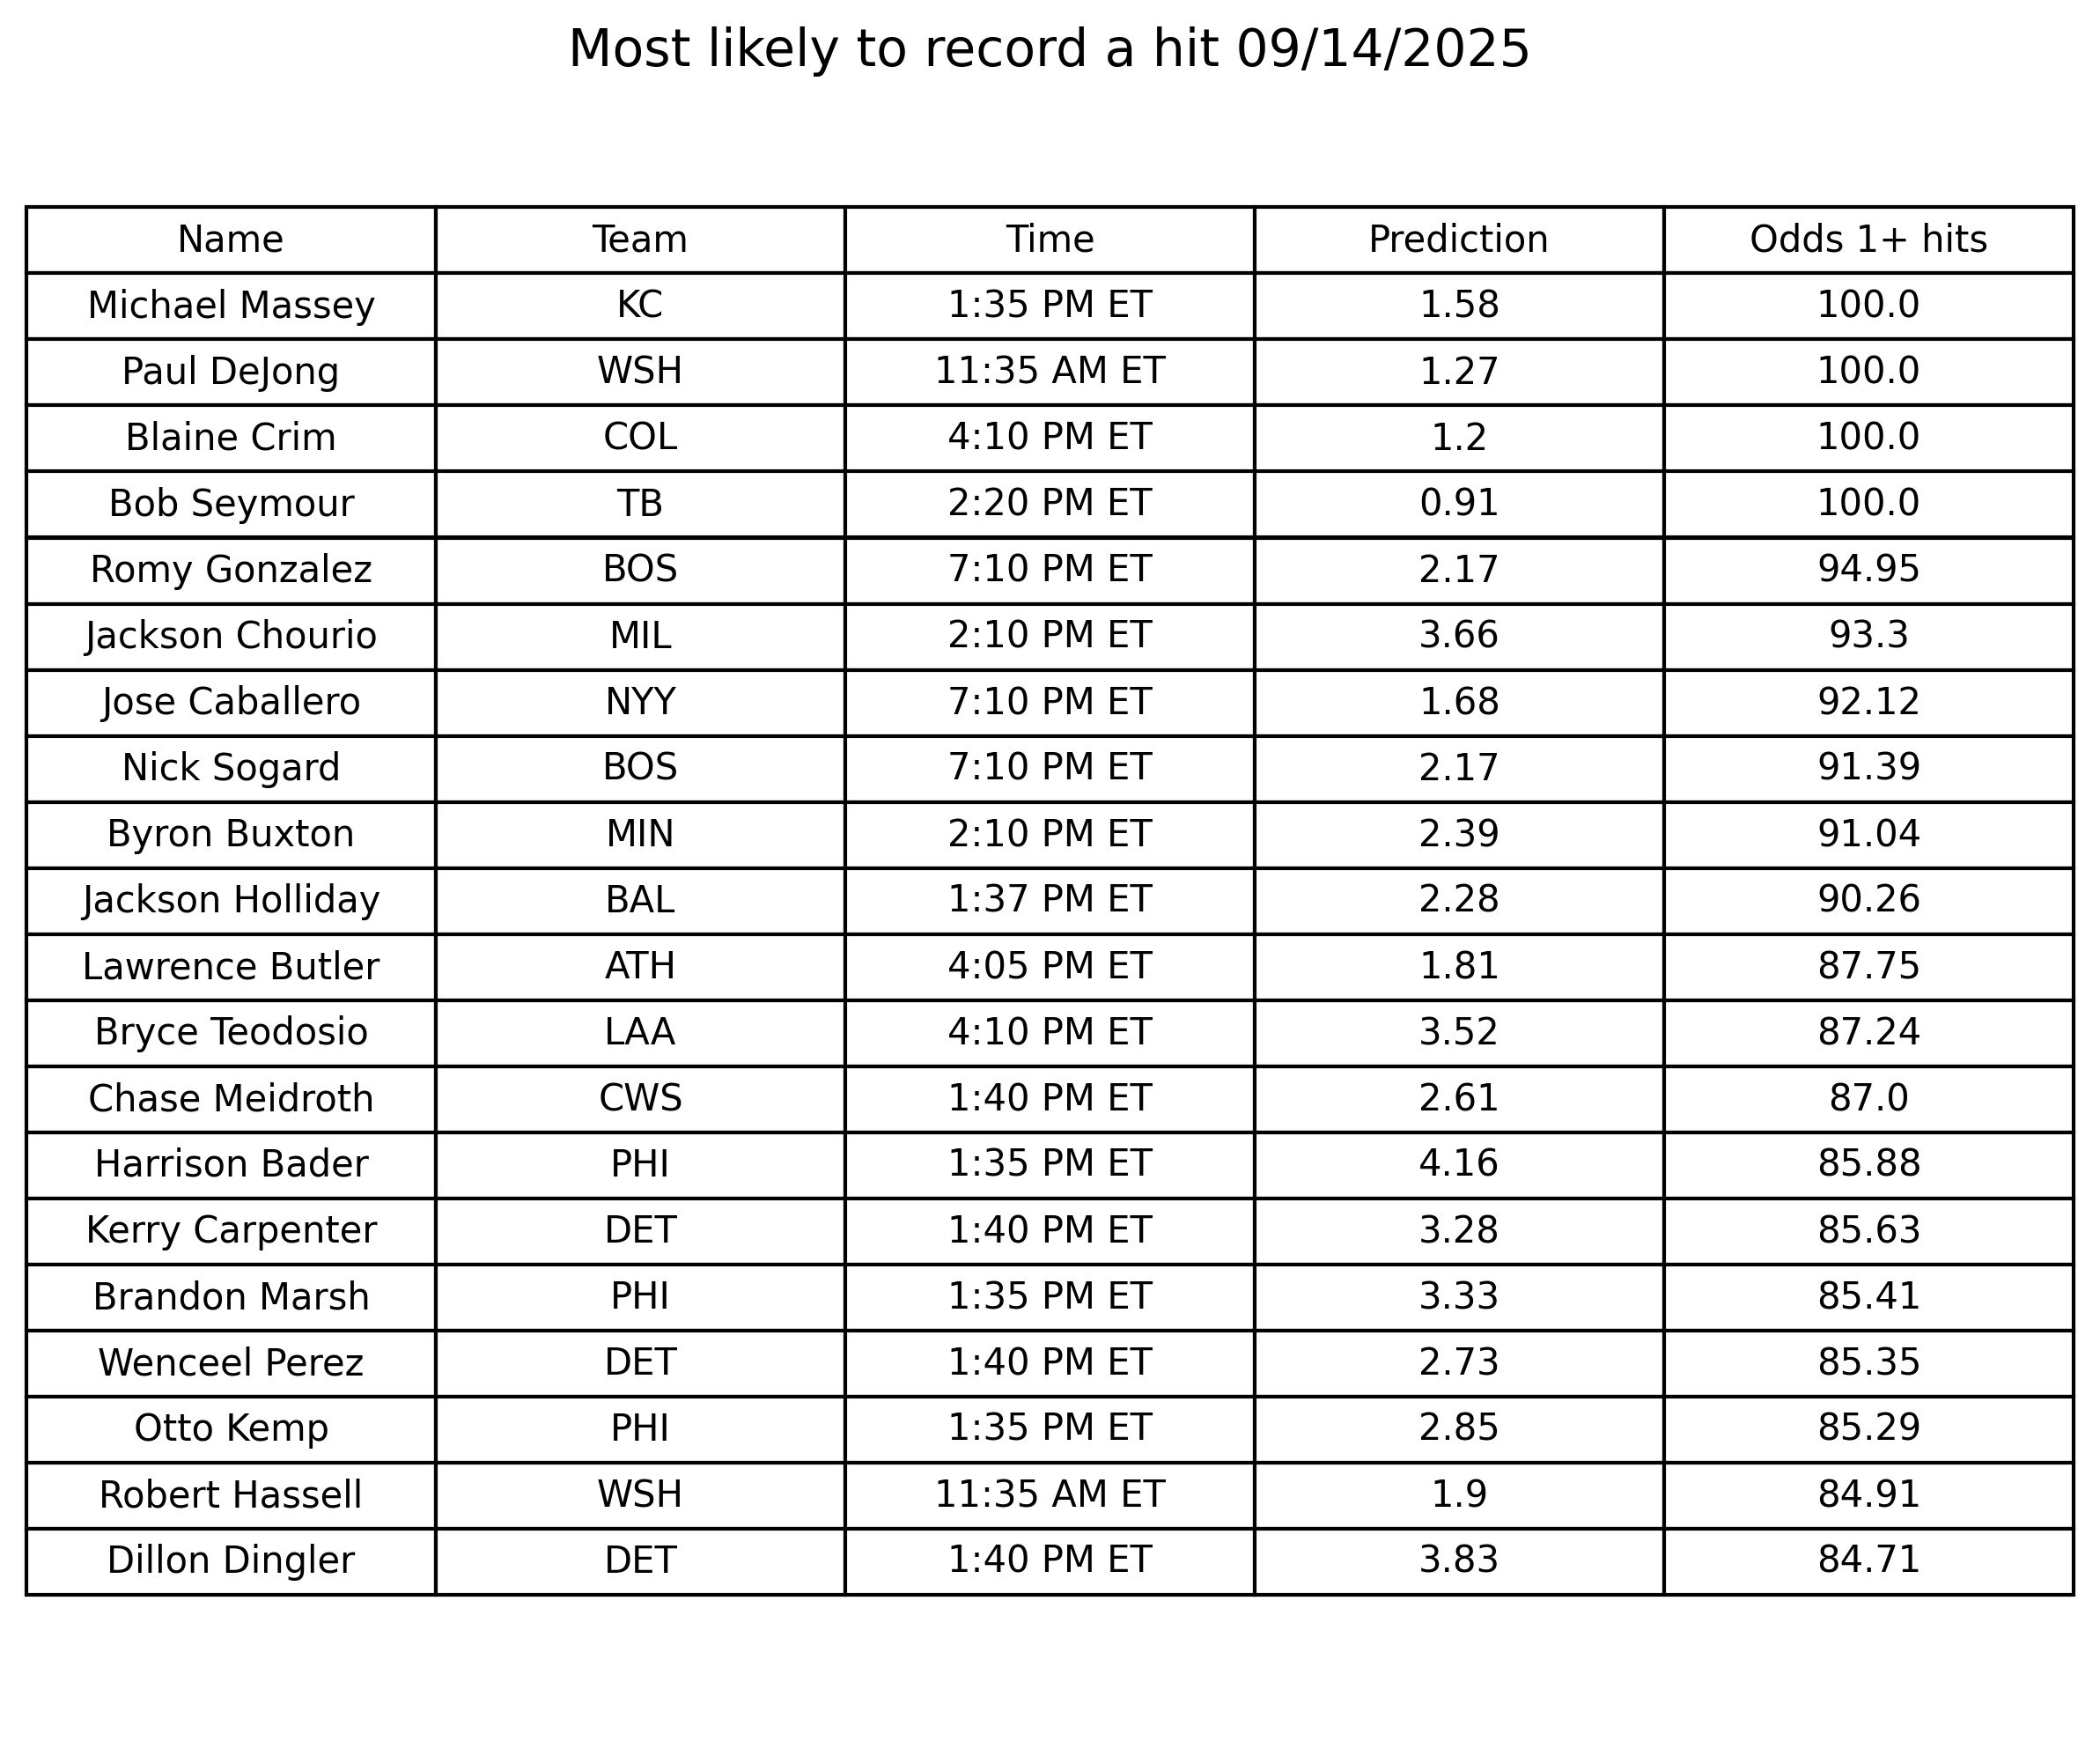 Most likely to record a hit 09/14/2025
Name Team Time Prediction Odds 1+ hits
Michael Massey KC 1:35 PM ET 1.58 100.0
Paul DeJong WSH 11:35 AM ET 1.27 100.0
Blaine Crim COL 4:10 PM ET 1.2 100.0
Bob Seymour TB 2:20 PM ET 0.91 100.0
Romy Gonzalez BOS 7:10 PM ET 2.17 94.95
Jackson Chourio MIL 2:10 PM ET 3.66 93.3
Jose Caballero NYY 7:10 PM ET 1.68 92.12
Nick Sogard BOS 7:10 PM ET 2.17 91.39
Byron Buxton MIN 2:10 PM ET 2.39 91.04
Jackson Holliday BAL 1:37 PM ET 2.28 90.26
Lawrence Butler ATH 4:05 PM ET 1.81 87.75
Bryce Teodosio LAA 4:10 PM ET 3.52 87.24
Chase Meidroth CWS 1:40 PM ET 2.61 87.0
Harrison Bader PHI 1:35 PM ET 4.16 85.88
Kerry Carpenter DET 1:40 PM ET 3.28 85.63
Brandon Marsh PHI 1:35 PM ET 3.33 85.41
Wenceel Perez DET 1:40 PM ET 2.73 85.35
Otto Kemp PHI 1:35 PM ET 2.85 85.29
Robert Hassell WSH 11:35 AM ET 1.9 84.91
Dillon Dingler DET 1:40 PM ET 3.83 84.71